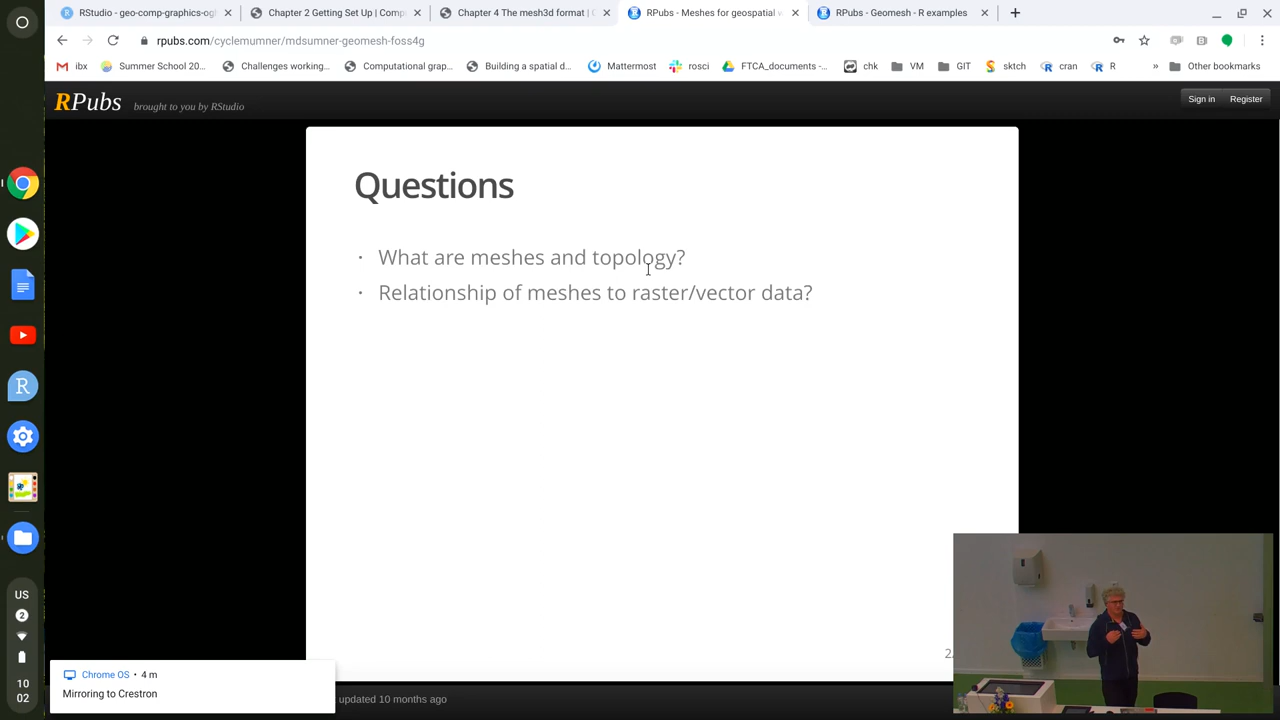 RStudio - geo-comp-graphics-ogh
Chapter 2 Getting Set Up | Compu
Chapter 4 The mesh3d format | C
RPubs - Meshes for geospatial w
RPubs - Geomesh - R examples
rpubs.com/cyclemumner/mdsumner-geomesh-foss4g
ibx
Summer School 20...
Challenges working...
Computational grap...
Building a spatial d...
Mattermost
rosci
FTCA_documents -...
chk
VM
GIT
sktch
cran
R
»
Other bookmarks
RPubs brought to you by RStudio
Sign in
Register
Questions
· What are meshes and topology?
· Relationship of meshes to raster/vector data?
2
US
2
10
02
Chrome OS • 4 m
Mirroring to Crestron
updated 10 months ago